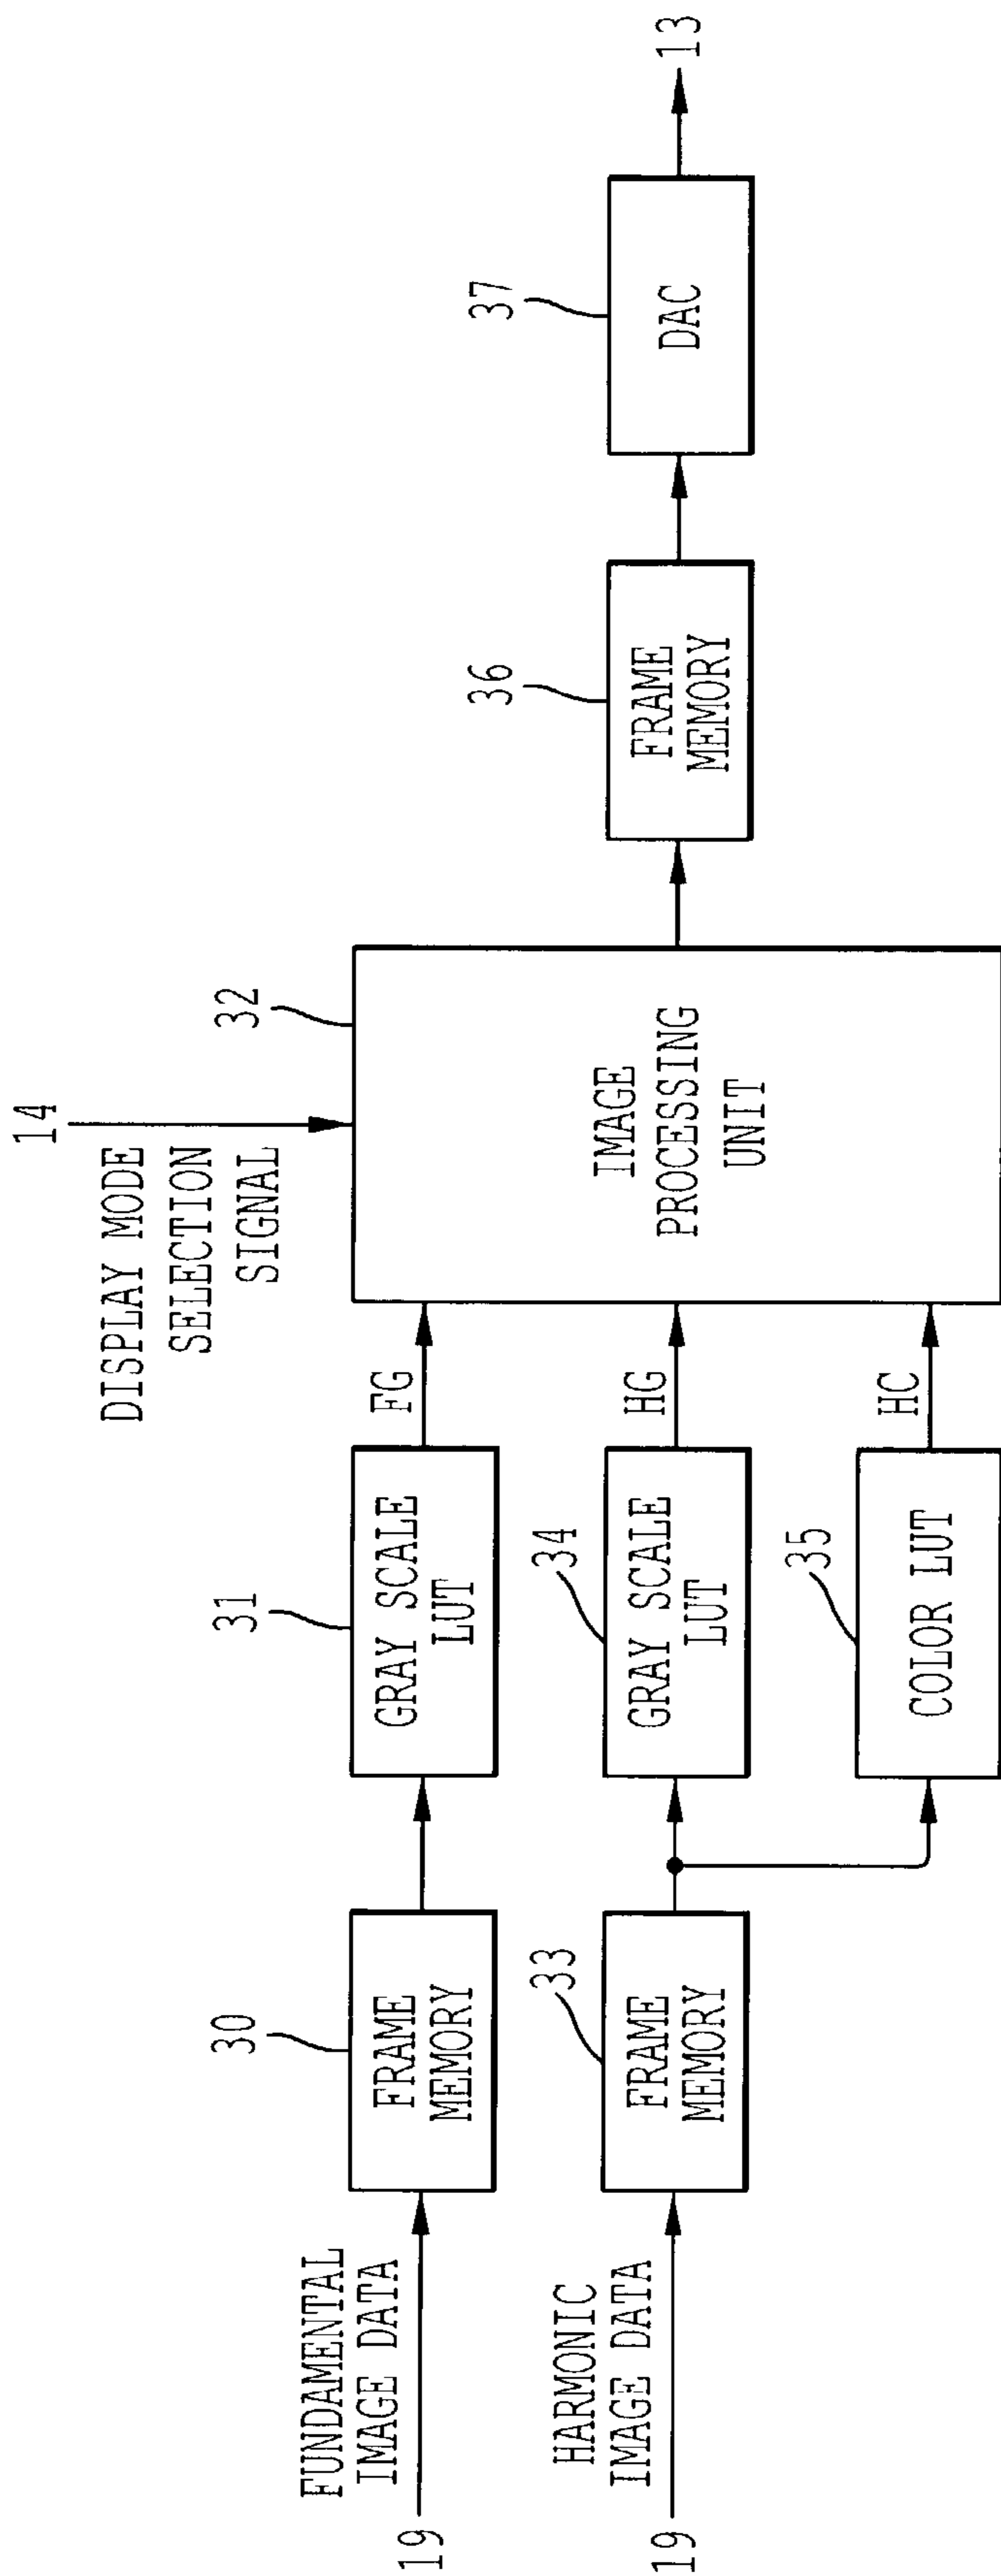 14
DISPLAY MODE
SELECTION
SIGNAL
FUNDAMENTAL
IMAGE DATA
19
30
FRAME
MEMORY
31
GRAY SCALE
LUT
FG
32
IMAGE
PROCESSING
UNIT
HARMONIC
IMAGE DATA
19
33
FRAME
MEMORY
34
GRAY SCALE
LUT
HG
35
COLOR LUT
HC
36
FRAME
MEMORY
37
DAC
13